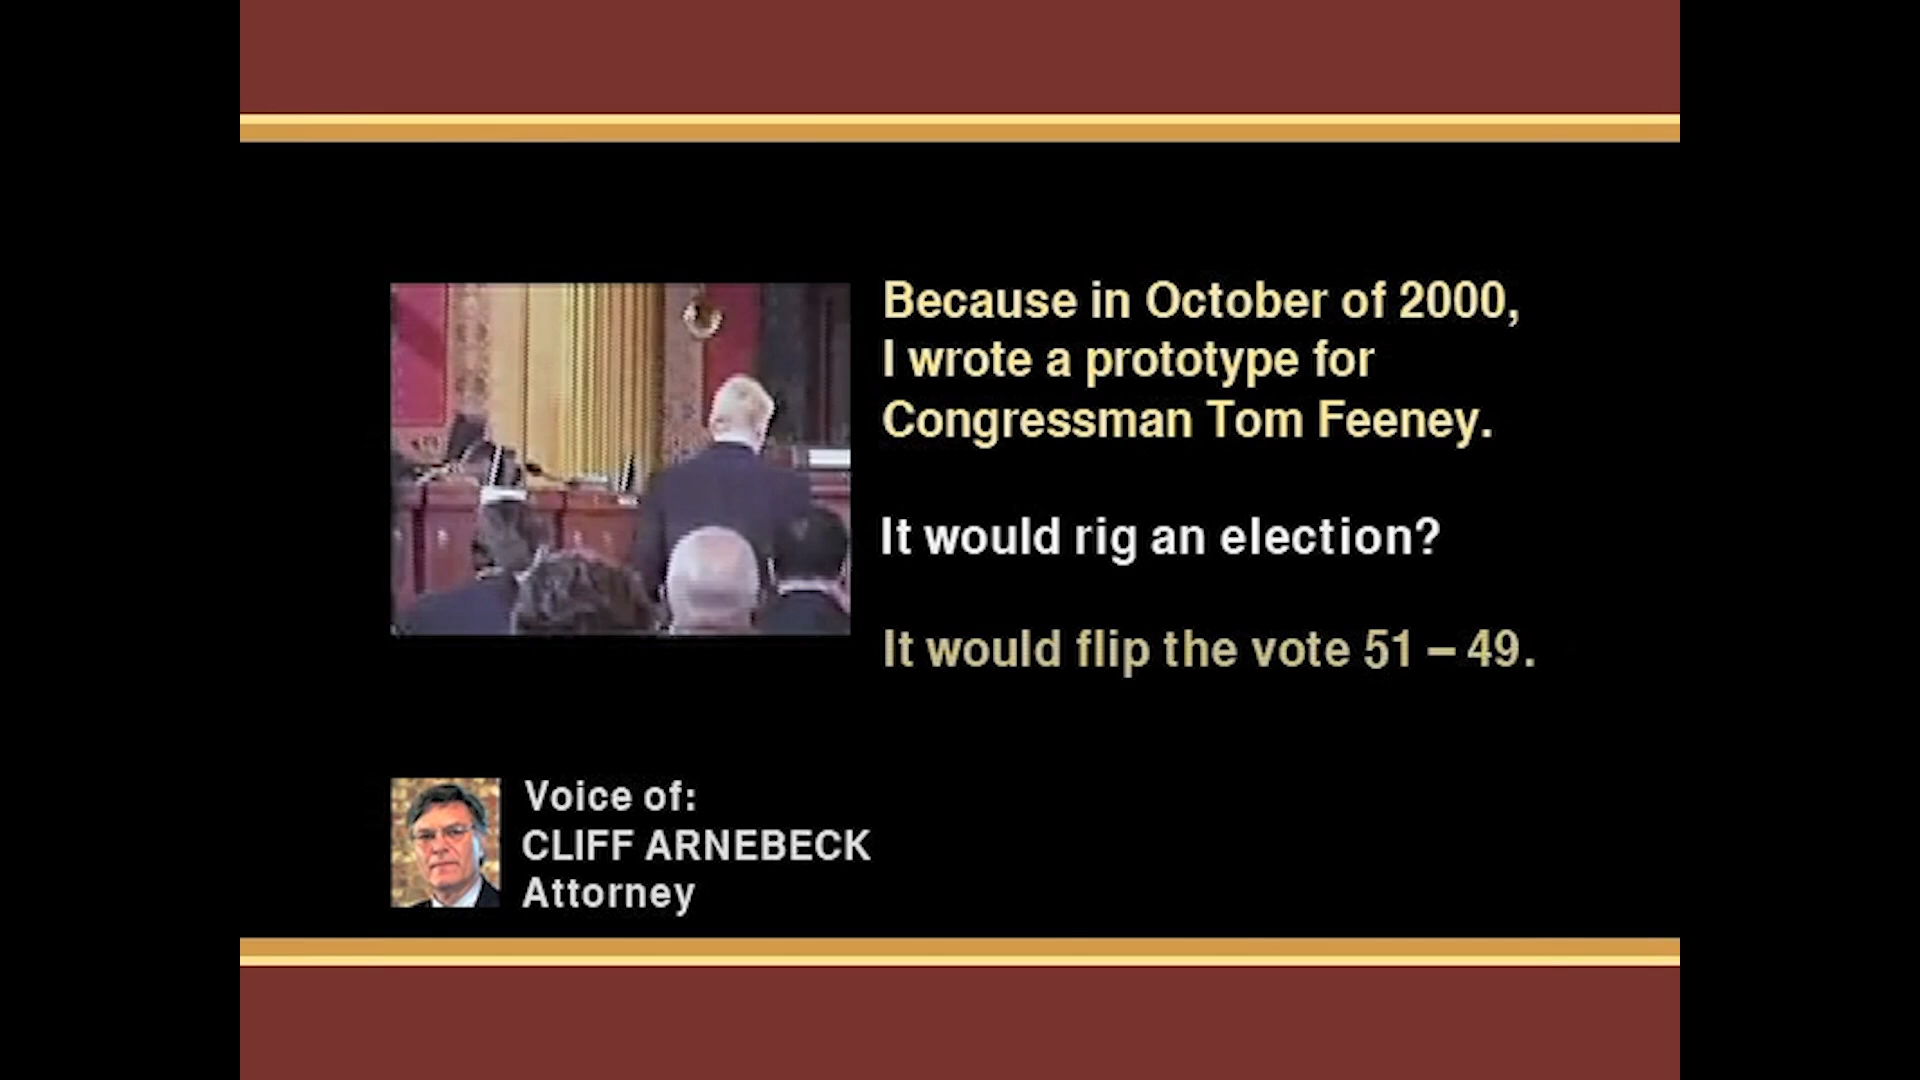 Because in October of 2000,
I wrote a prototype for
Congressman Tom Feeney.
It would rig an election?
It would flip the vote 51 – 49.
Voice of:
CLIFF ARNEBECK
Attorney